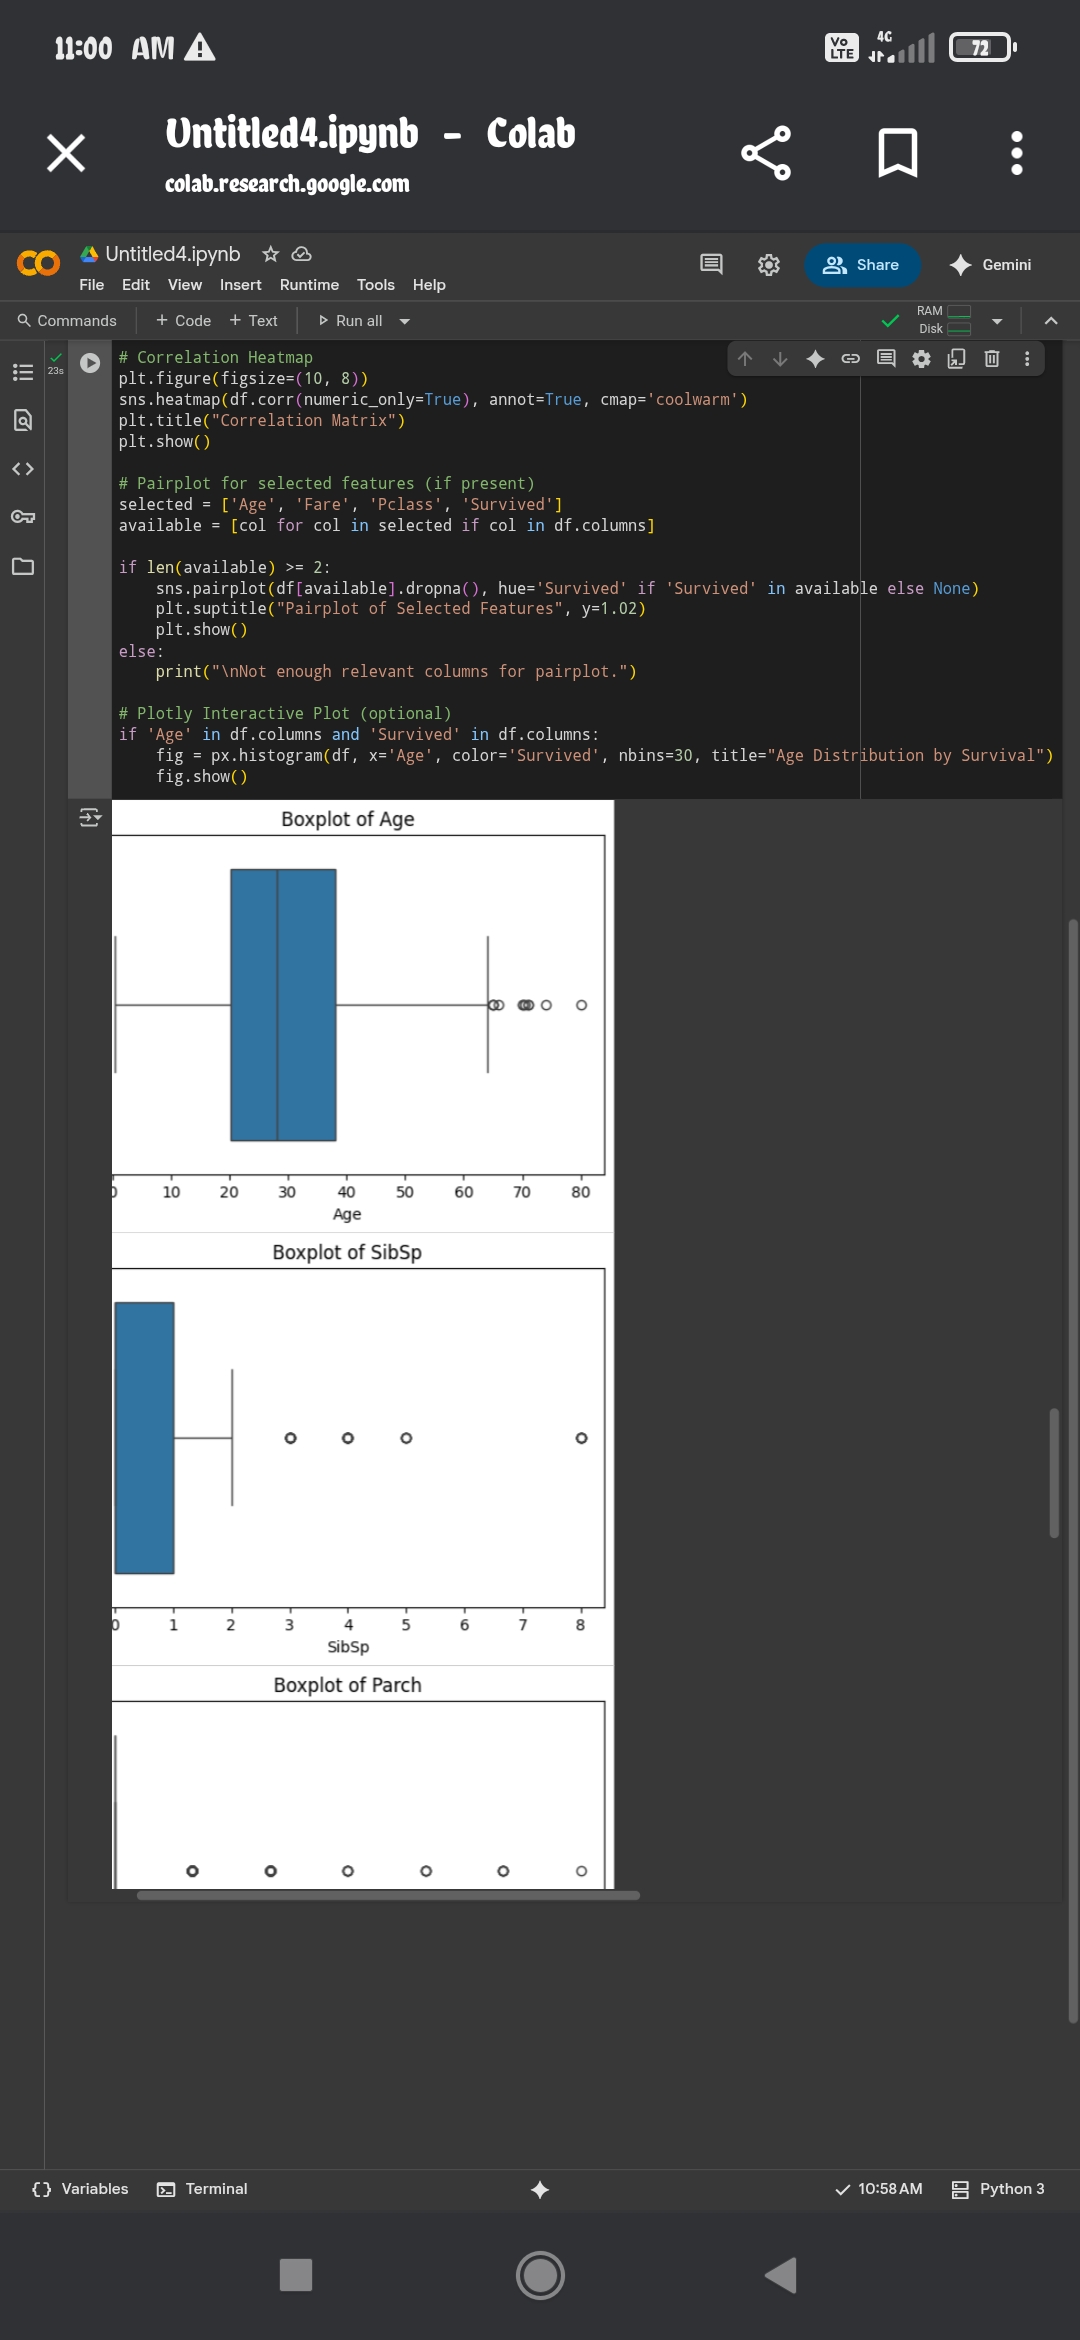 11:00 AM
Vo LTE 4G 72
Untitled4.ipynb - Colab
colab.research.google.com
Untitled4.ipynb
Share Gemini
File Edit View Insert Runtime Tools Help
Commands + Code + Text Run all
RAM
Disk
23s
# Correlation Heatmap
plt.figure(figsize=(10, 8))
sns.heatmap(df.corr(numeric_only=True), annot=True, cmap='coolwarm')
plt.title("Correlation Matrix")
plt.show()
# Pairplot for selected features (if present)
selected = ['Age', 'Fare', 'Pclass', 'Survived']
available = [col for col in selected if col in df.columns]
if len(available) >= 2:
    sns.pairplot(df[available].dropna(), hue='Survived' if 'Survived' in available else None)
    plt.suptitle("Pairplot of Selected Features", y=1.02)
    plt.show()
else:
    print("\nNot enough relevant columns for pairplot.")
# Plotly Interactive Plot (optional)
if 'Age' in df.columns and 'Survived' in df.columns:
    fig = px.histogram(df, x='Age', color='Survived', nbins=30, title="Age Distribution by Survival")
    fig.show()
Boxplot of Age
0 10 20 30 40 50 60 70 80
Age
Boxplot of SibSp
0 1 2 3 4 5 6 7 8
SibSp
Boxplot of Parch
{} Variables Terminal 10:58 AM Python 3